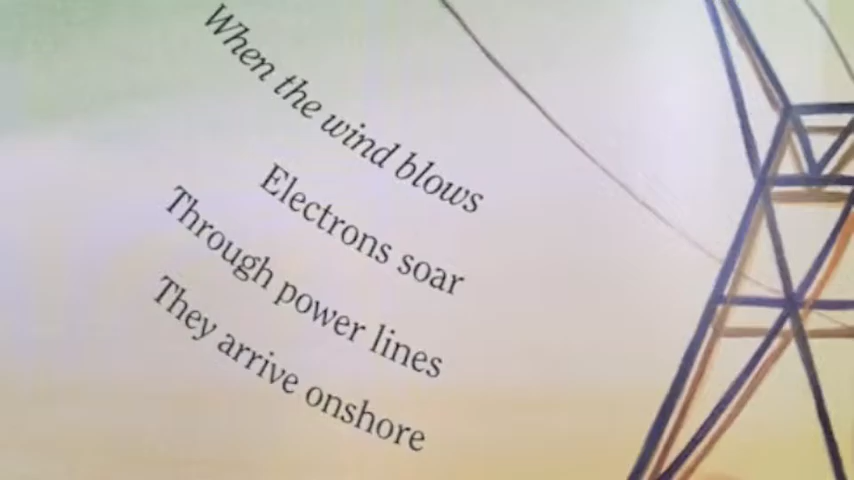 When the wind blows
Electrons soar
Through power lines
They arrive onshore